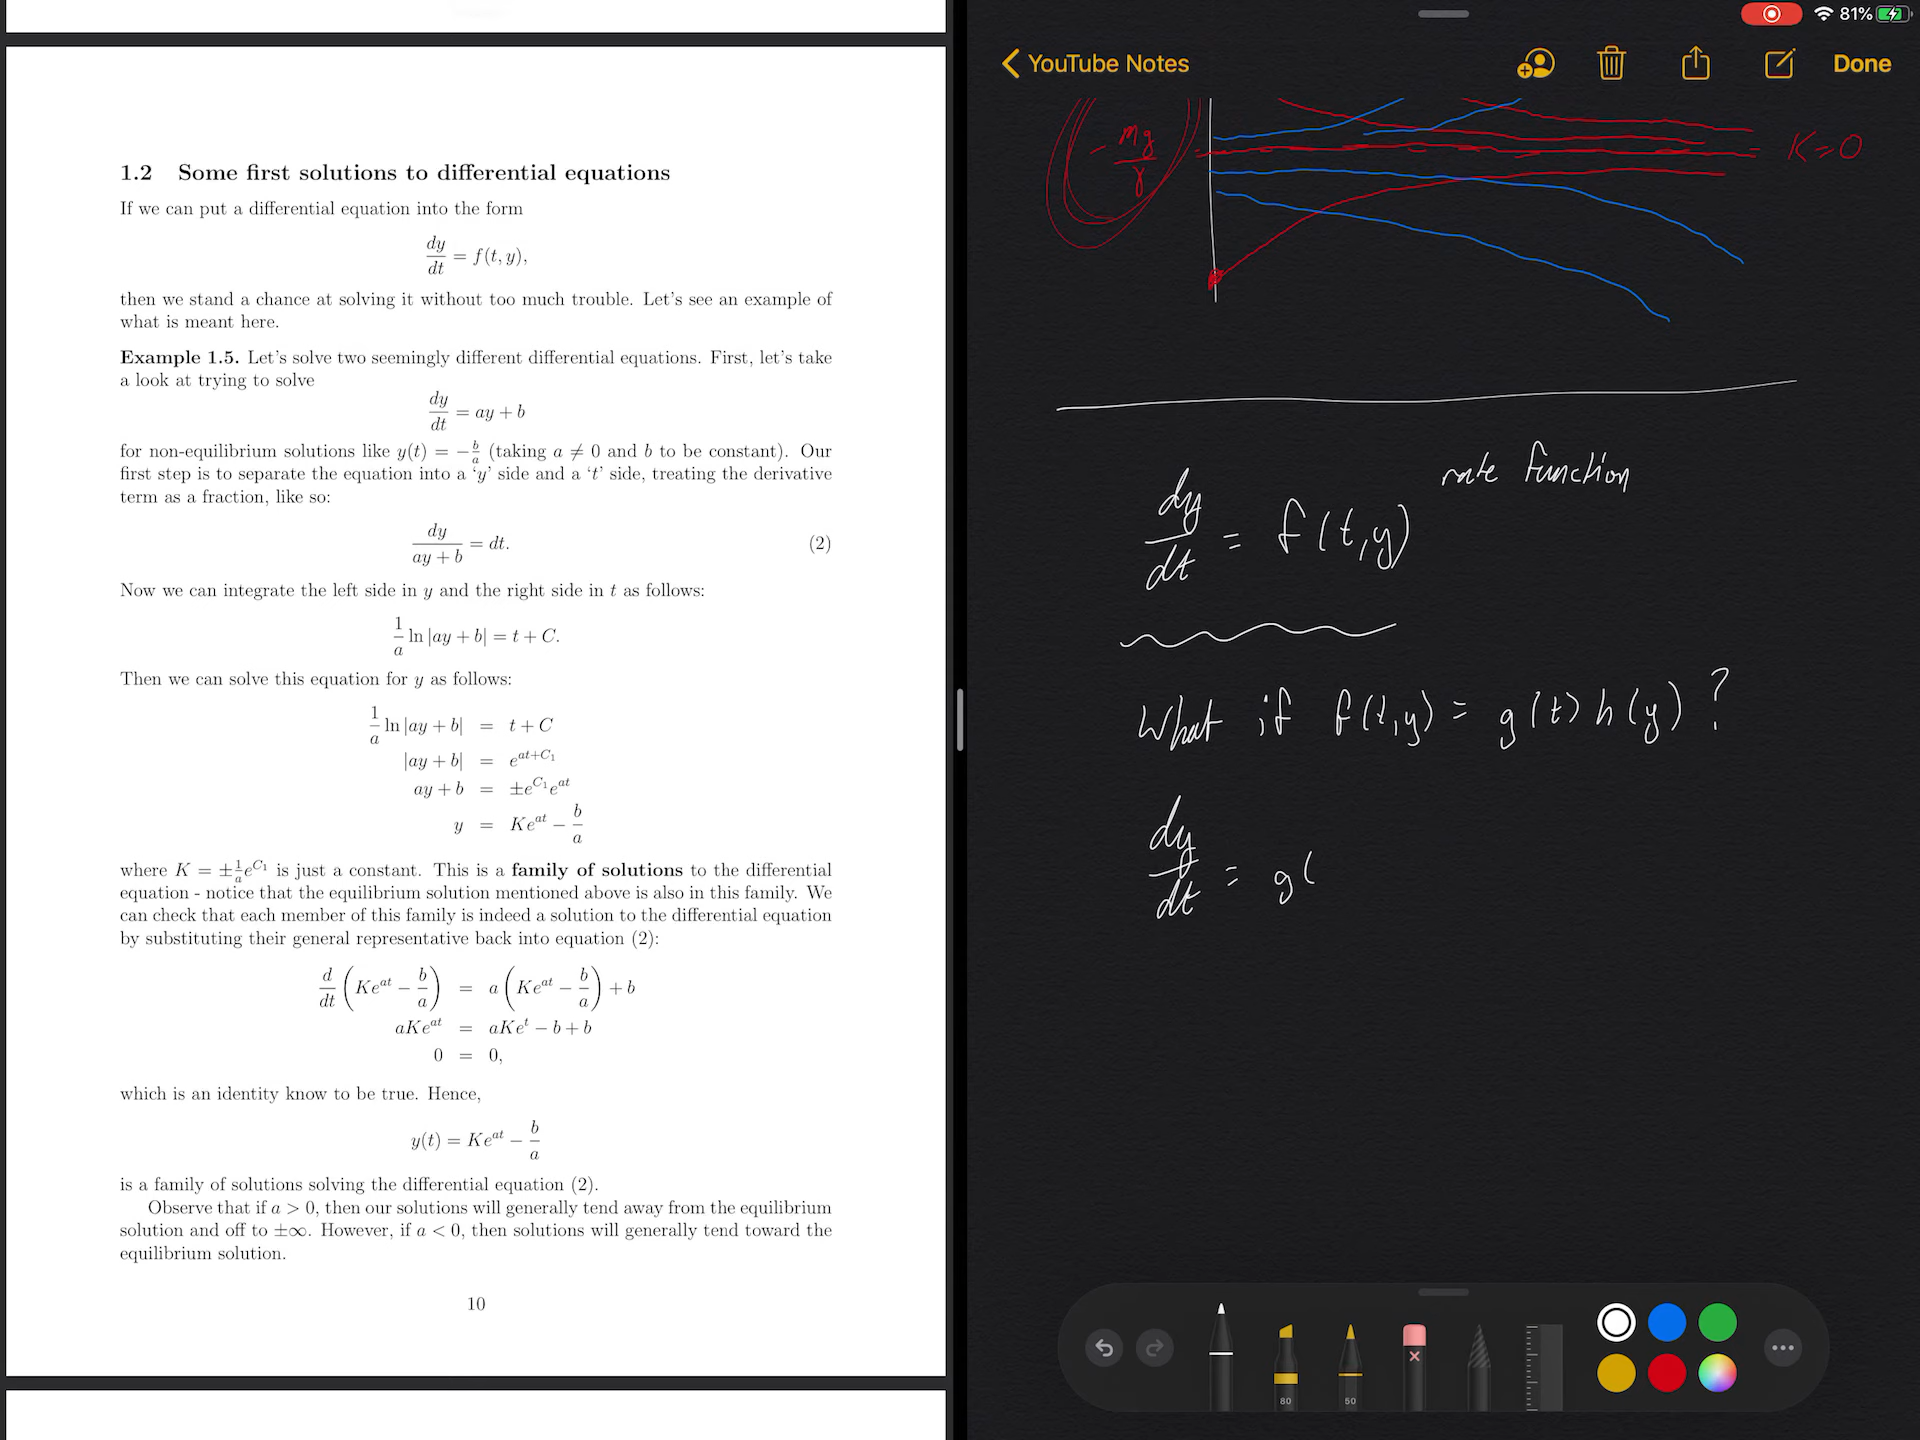 1.2 Some first solutions to differential equations
If we can put a differential equation into the form
dy/dt = f(t, y),
then we stand a chance at solving it without too much trouble. Let's see an example of
what is meant here.
Example 1.5. Let's solve two seemingly different differential equations. First, let's take
a look at trying to solve
dy/dt = ay + b
for non-equilibrium solutions like y(t) = −b/a (taking a ≠ 0 and b to be constant). Our
first step is to separate the equation into a 'y' side and a 't' side, treating the derivative
term as a fraction, like so:
dy/(ay + b) = dt. (2)
Now we can integrate the left side in y and the right side in t as follows:
1/a ln |ay + b| = t + C.
Then we can solve this equation for y as follows:
1/a ln |ay + b| = t + C
|ay + b| = e^{at+C₁}
ay + b = ±e^{C₁}e^{at}
y = Ke^{at} − b/a
where K = ±1/a e^{C₁} is just a constant. This is a family of solutions to the differential
equation - notice that the equilibrium solution mentioned above is also in this family. We
can check that each member of this family is indeed a solution to the differential equation
by substituting their general representative back into equation (2):
d/dt (Ke^{at} − b/a) = a (Ke^{at} − b/a) + b
aKe^{at} = aKe^{t} − b + b
0 = 0,
which is an identity know to be true. Hence,
y(t) = Ke^{at} − b/a
is a family of solutions solving the differential equation (2).
Observe that if a > 0, then our solutions will generally tend away from the equilibrium
solution and off to ±∞. However, if a < 0, then solutions will generally tend toward the
equilibrium solution.
10
81%
YouTube Notes
Done
− mg/γ
K=0
rate function
dy/dt = f(t,y)
What if f(t,y) = g(t) h(y) ?
dy/dt = g(
80
50